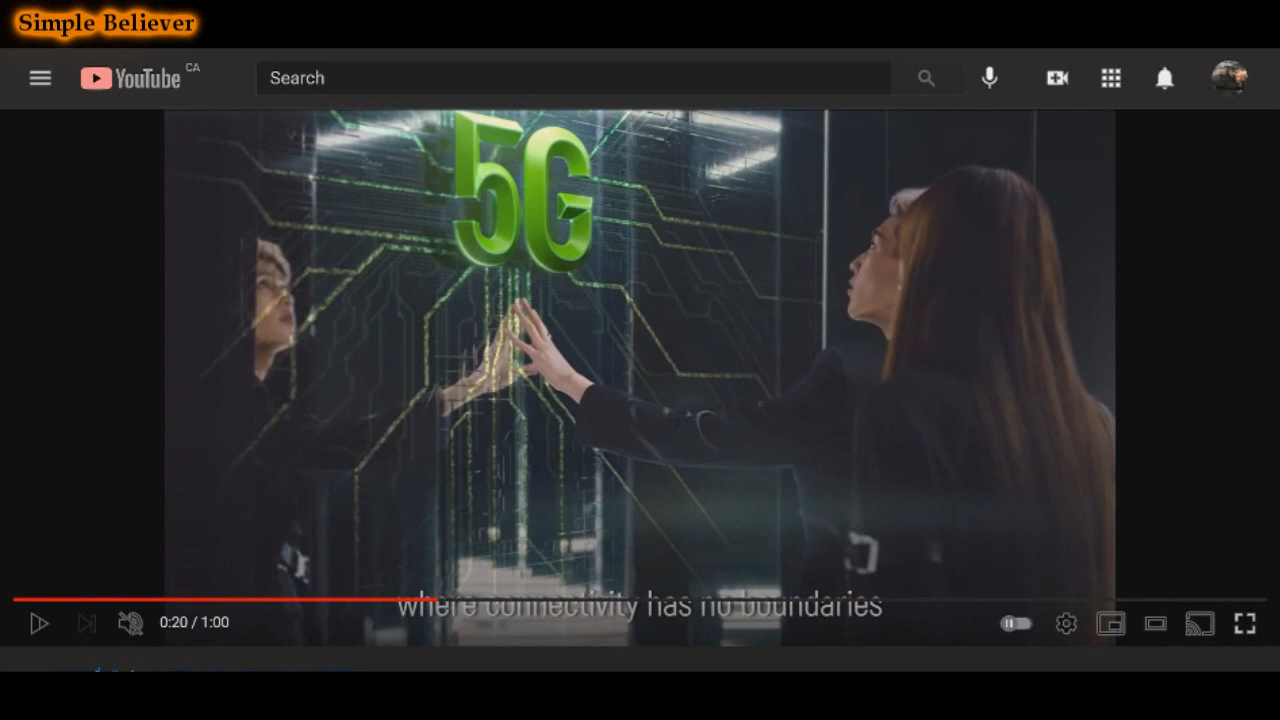 Simple Believer
YouTube CA
Search
5G
where connectivity has no boundaries
0:20 / 1:00